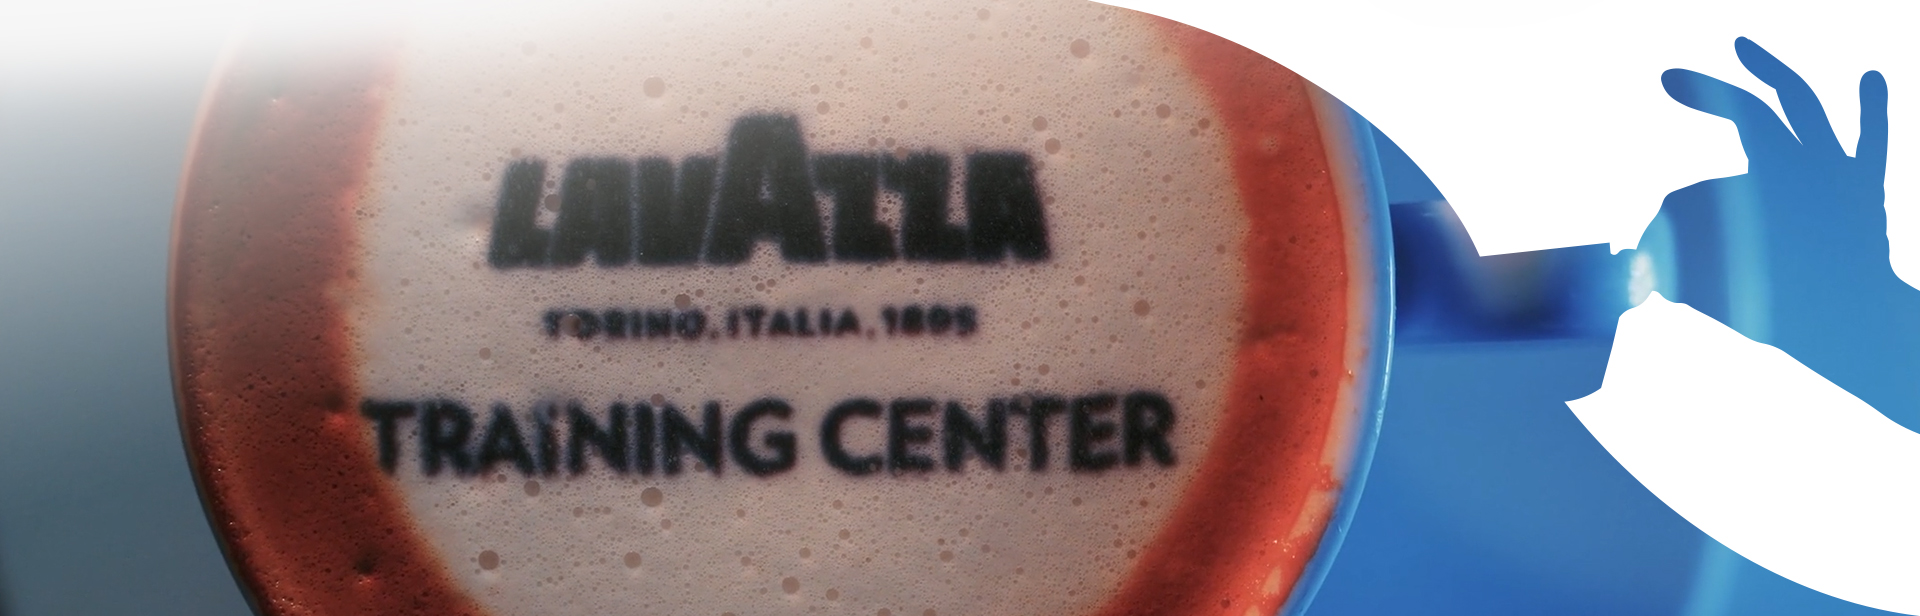 LAVAZZA
TORINO, ITALIA, 1895
TRAINING CENTER